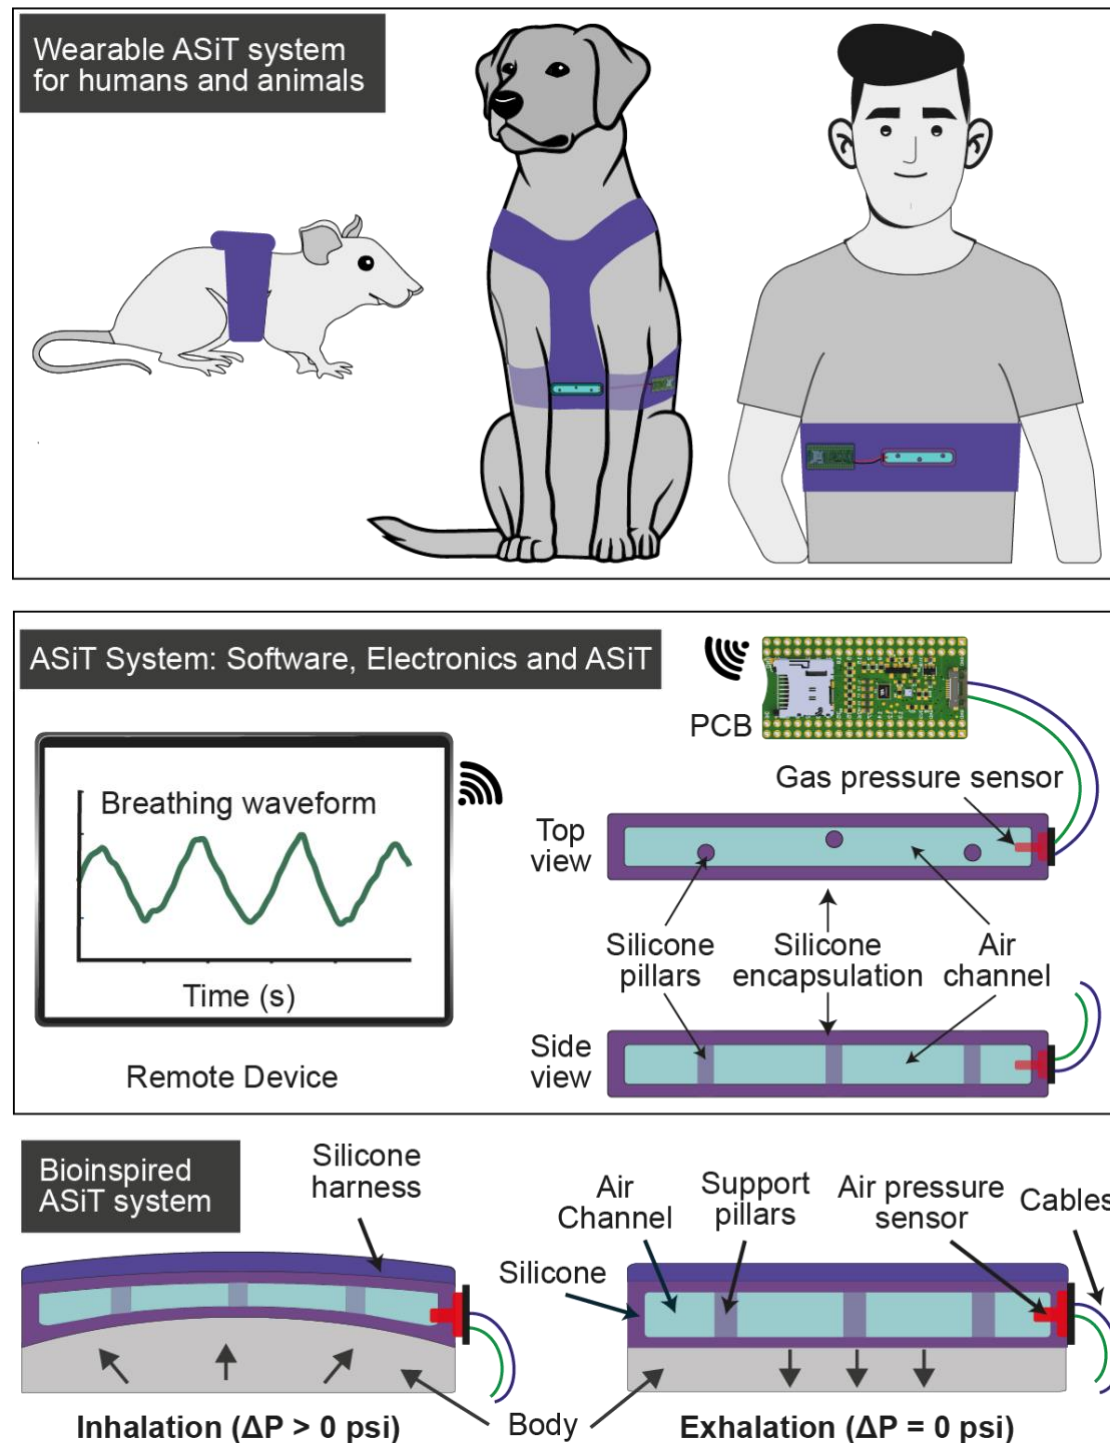 Wearable ASiT system
for humans and animals
ASiT System: Software, Electronics and ASiT
PCB
Gas pressure sensor
Breathing waveform
Time (s)
Remote Device
Top
view
Silicone
pillars
Silicone
encapsulation
Air
channel
Side
view
Bioinspired
ASiT system
Silicone
harness
Air
Channel
Support
pillars
Air pressure
sensor
Cables
Silicone
Body
Inhalation (ΔP > 0 psi)
Exhalation (ΔP = 0 psi)